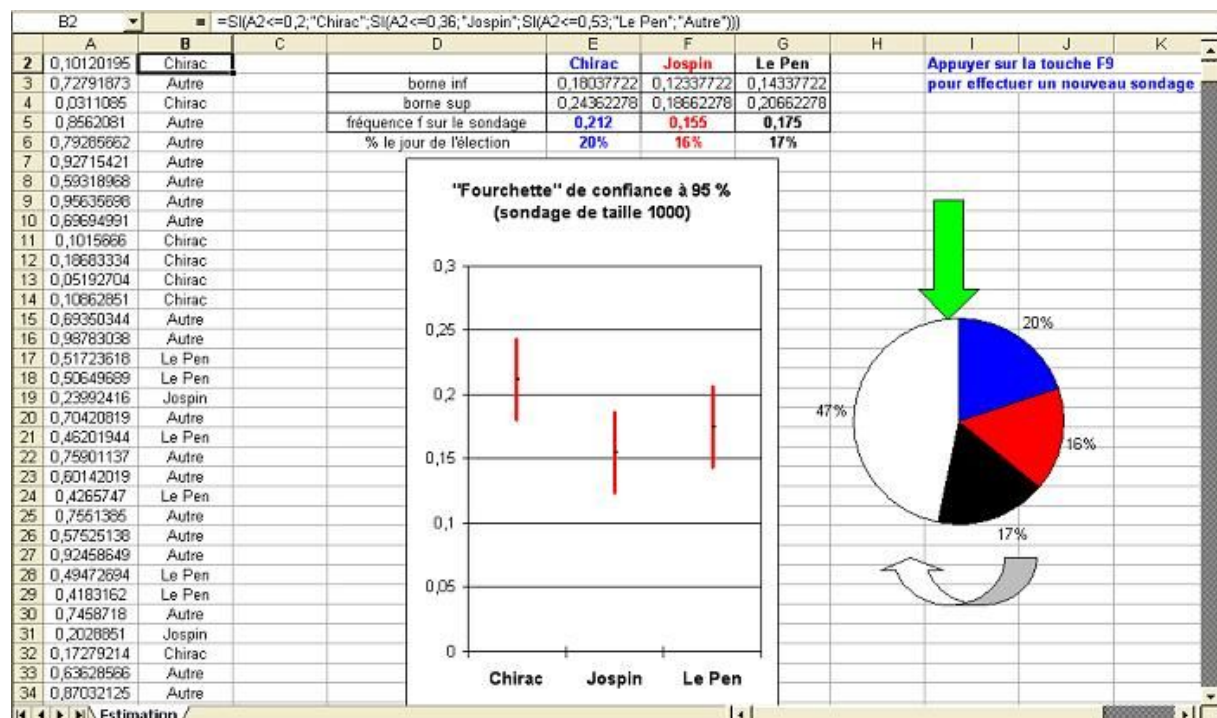 B2 = =SI(A2<=0,2;"Chirac";SI(A2<=0,36;"Jospin";SI(A2<=0,53;"Le Pen";"Autre")))
A B C D E F G H I J K
2 0,10120195 Chirac Chirac Jospin Le Pen Appuyer sur la touche F9
3 0,72791873 Autre borne inf 0,18037722 0,12337722 0,14337722 pour effectuer un nouveau sondage
4 0,0311085 Chirac borne sup 0,24362278 0,18662278 0,20662278
5 0,8562081 Autre fréquence f sur le sondage 0,212 0,155 0,175
6 0,79285662 Autre % le jour de l'élection 20% 16% 17%
7 0,92715421 Autre
8 0,59318968 Autre
9 0,95635698 Autre
10 0,69694991 Autre
11 0,1015666 Chirac
12 0,18683334 Chirac
13 0,05192704 Chirac
14 0,10862851 Chirac
15 0,69350344 Autre
16 0,98783038 Autre
17 0,51723618 Le Pen
18 0,50649689 Le Pen
19 0,23992416 Jospin
20 0,70420819 Autre
21 0,46201944 Le Pen
22 0,75901137 Autre
23 0,60142019 Autre
24 0,4265747 Le Pen
25 0,7551385 Autre
26 0,57525138 Autre
27 0,92458649 Autre
28 0,49472694 Le Pen
29 0,4183162 Le Pen
30 0,7458718 Autre
31 0,2028851 Jospin
32 0,17279214 Chirac
33 0,63628566 Autre
34 0,87032125 Autre
"Fourchette" de confiance à 95 %
(sondage de taille 1000)
0,3
0,25
0,2
0,15
0,1
0,05
0
Chirac Jospin Le Pen
20%
47%
16%
17%
Estimation